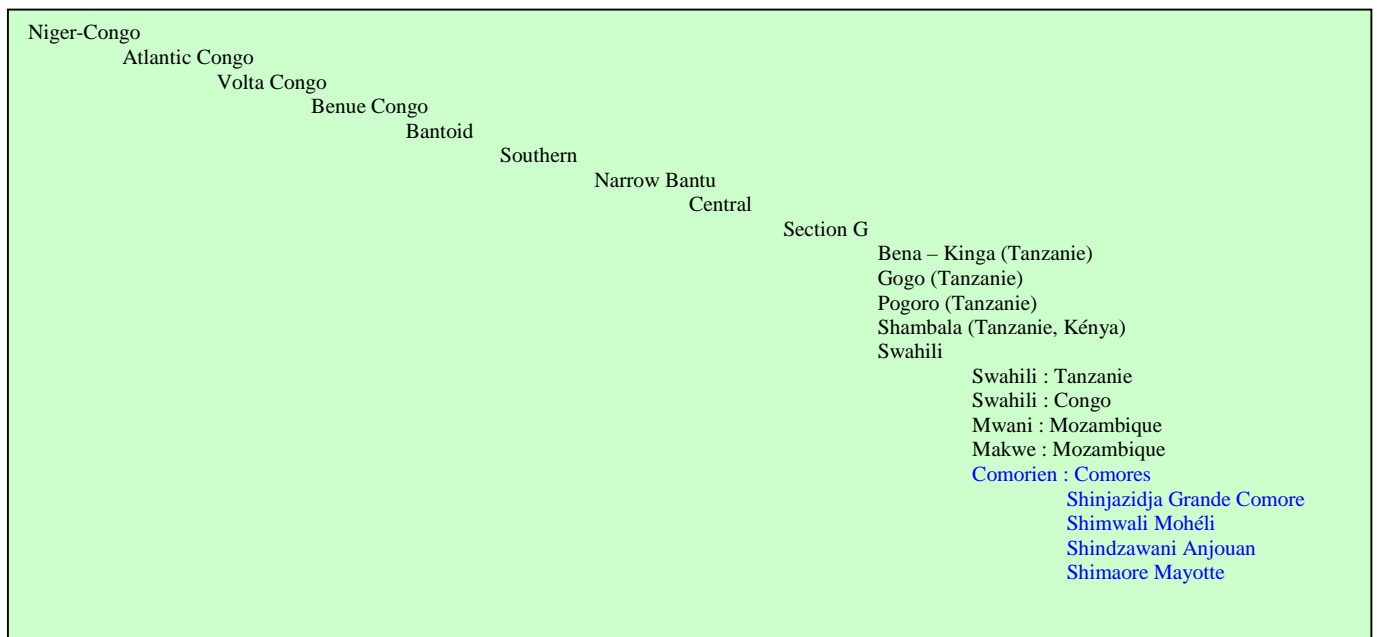 Niger-Congo
Atlantic Congo
Volta Congo
Benue Congo
Bantoid
Southern
Narrow Bantu
Central
Section G
Bena – Kinga (Tanzanie)
Gogo (Tanzanie)
Pogoro (Tanzanie)
Shambala (Tanzanie, Kénya)
Swahili
Swahili : Tanzanie
Swahili : Congo
Mwani : Mozambique
Makwe : Mozambique
Comorien : Comores
Shinjazidja Grande Comore
Shimwali Mohéli
Shindzawani Anjouan
Shimaore Mayotte